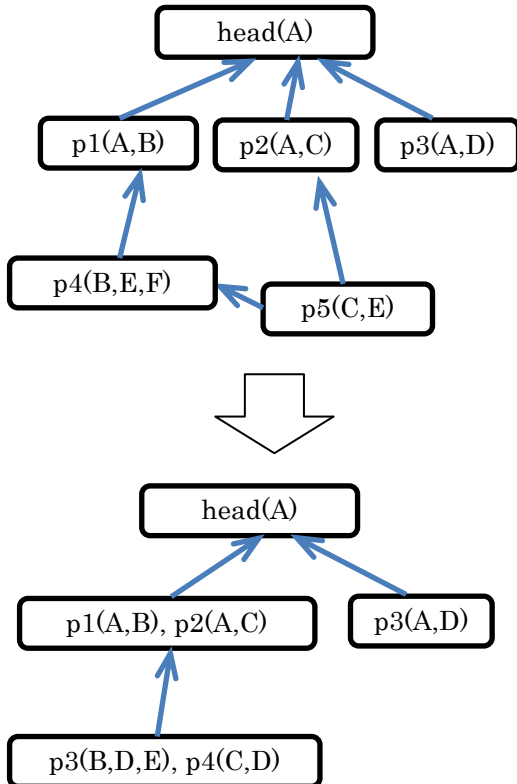 head(A)
p1(A,B)
p2(A,C)
p3(A,D)
p4(B,E,F)
p5(C,E)
head(A)
p1(A,B), p2(A,C)
p3(A,D)
p3(B,D,E), p4(C,D)